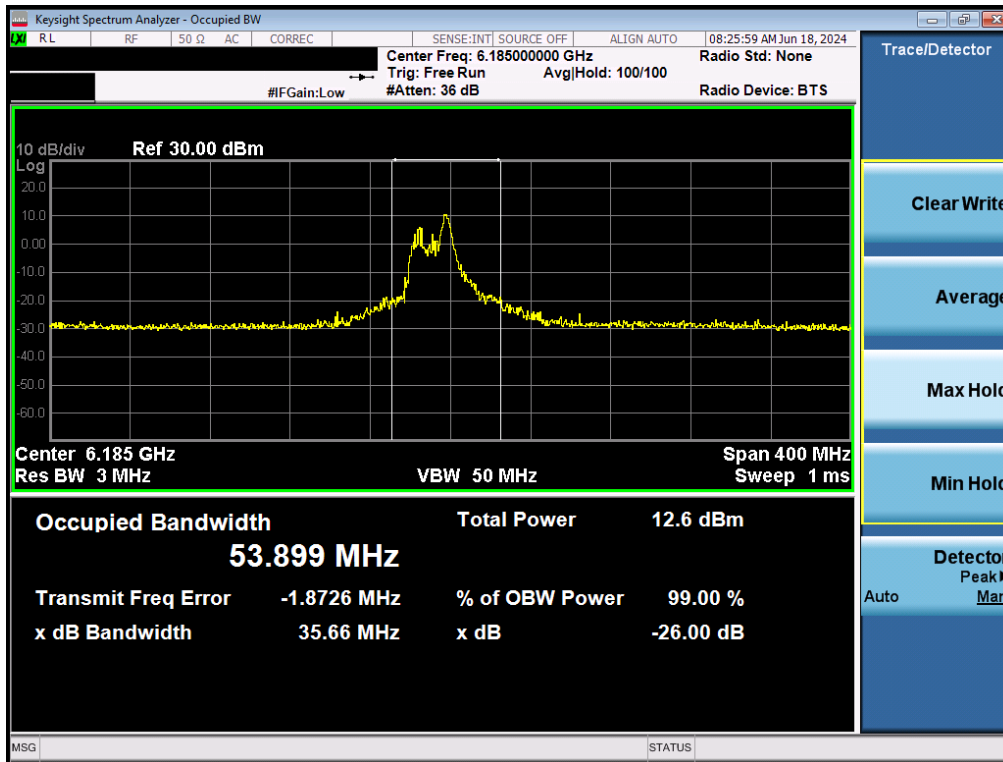 Keysight Spectrum Analyzer - Occupied BW
LXI RL RF 50 Ω AC CORREC SENSE:INT SOURCE OFF ALIGN AUTO 08:25:59 AM Jun 18, 2024
Center Freq: 6.185000000 GHz Radio Std: None
Trig: Free Run Avg|Hold: 100/100
#IFGain:Low #Atten: 36 dB Radio Device: BTS
10 dB/div Ref 30.00 dBm
Log
20.0
10.0
0.00
-10.0
-20.0
-30.0
-40.0
-50.0
-60.0
Center 6.185 GHz Span 400 MHz
Res BW 3 MHz VBW 50 MHz Sweep 1 ms
Occupied Bandwidth Total Power 12.6 dBm
53.899 MHz
Transmit Freq Error -1.8726 MHz % of OBW Power 99.00 %
x dB Bandwidth 35.66 MHz x dB -26.00 dB
MSG STATUS
Trace/Detector
Clear Write
Average
Max Hold
Min Hold
Detector
Peak
Auto Man